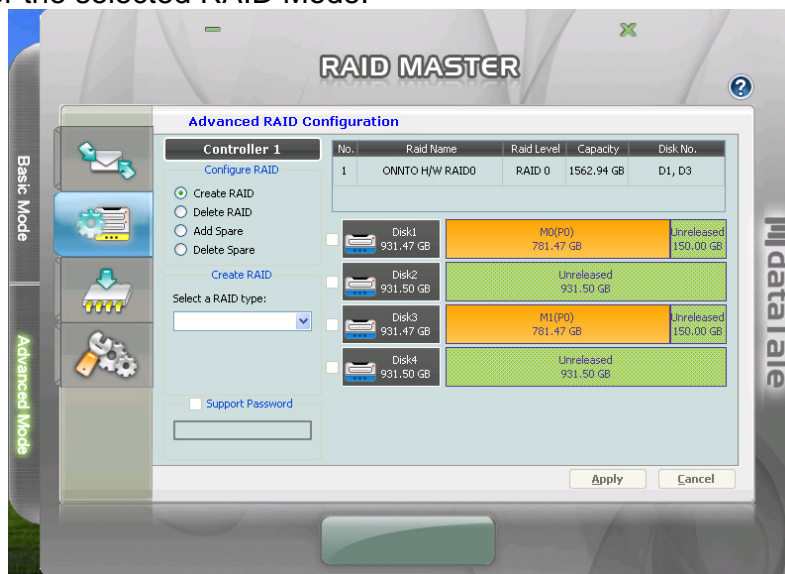 r the selected RAID Model
RAID MASTER
?
Advanced RAID Configuration
Basic Mode
Advanced Mode
Controller 1
Configure RAID
Create RAID
Delete RAID
Add Spare
Delete Spare
Create RAID
Select a RAID type:
Support Password
No. Raid Name Raid Level Capacity Disk No.
1 ONNTO H/W RAID0 RAID 0 1562.94 GB D1, D3
Disk1 M0(P0) Unreleased
931.47 GB 781.47 GB 150.00 GB
Disk2 Unreleased
931.50 GB 931.50 GB
Disk3 M1(P0) Unreleased
931.47 GB 781.47 GB 150.00 GB
Disk4 Unreleased
931.50 GB 931.50 GB
Apply Cancel
dataTale